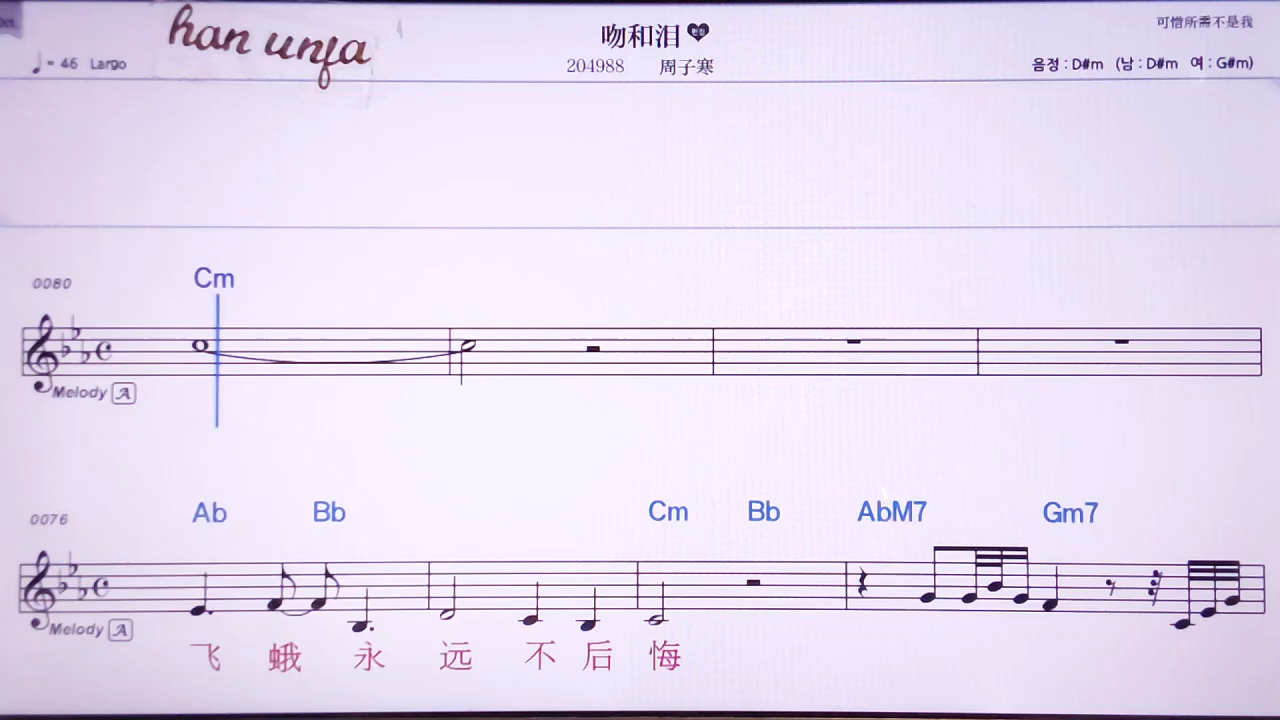 han unfa
吻和泪
可惜所需不是我
♩= 46 Largo
204988 周子寒
음정 : D#m (남 : D#m 여 : G#m)
0080 Cm
Melody A
0076 Ab Bb Cm Bb AbM7 Gm7
Melody A
飞 蛾 永 远 不 后 悔